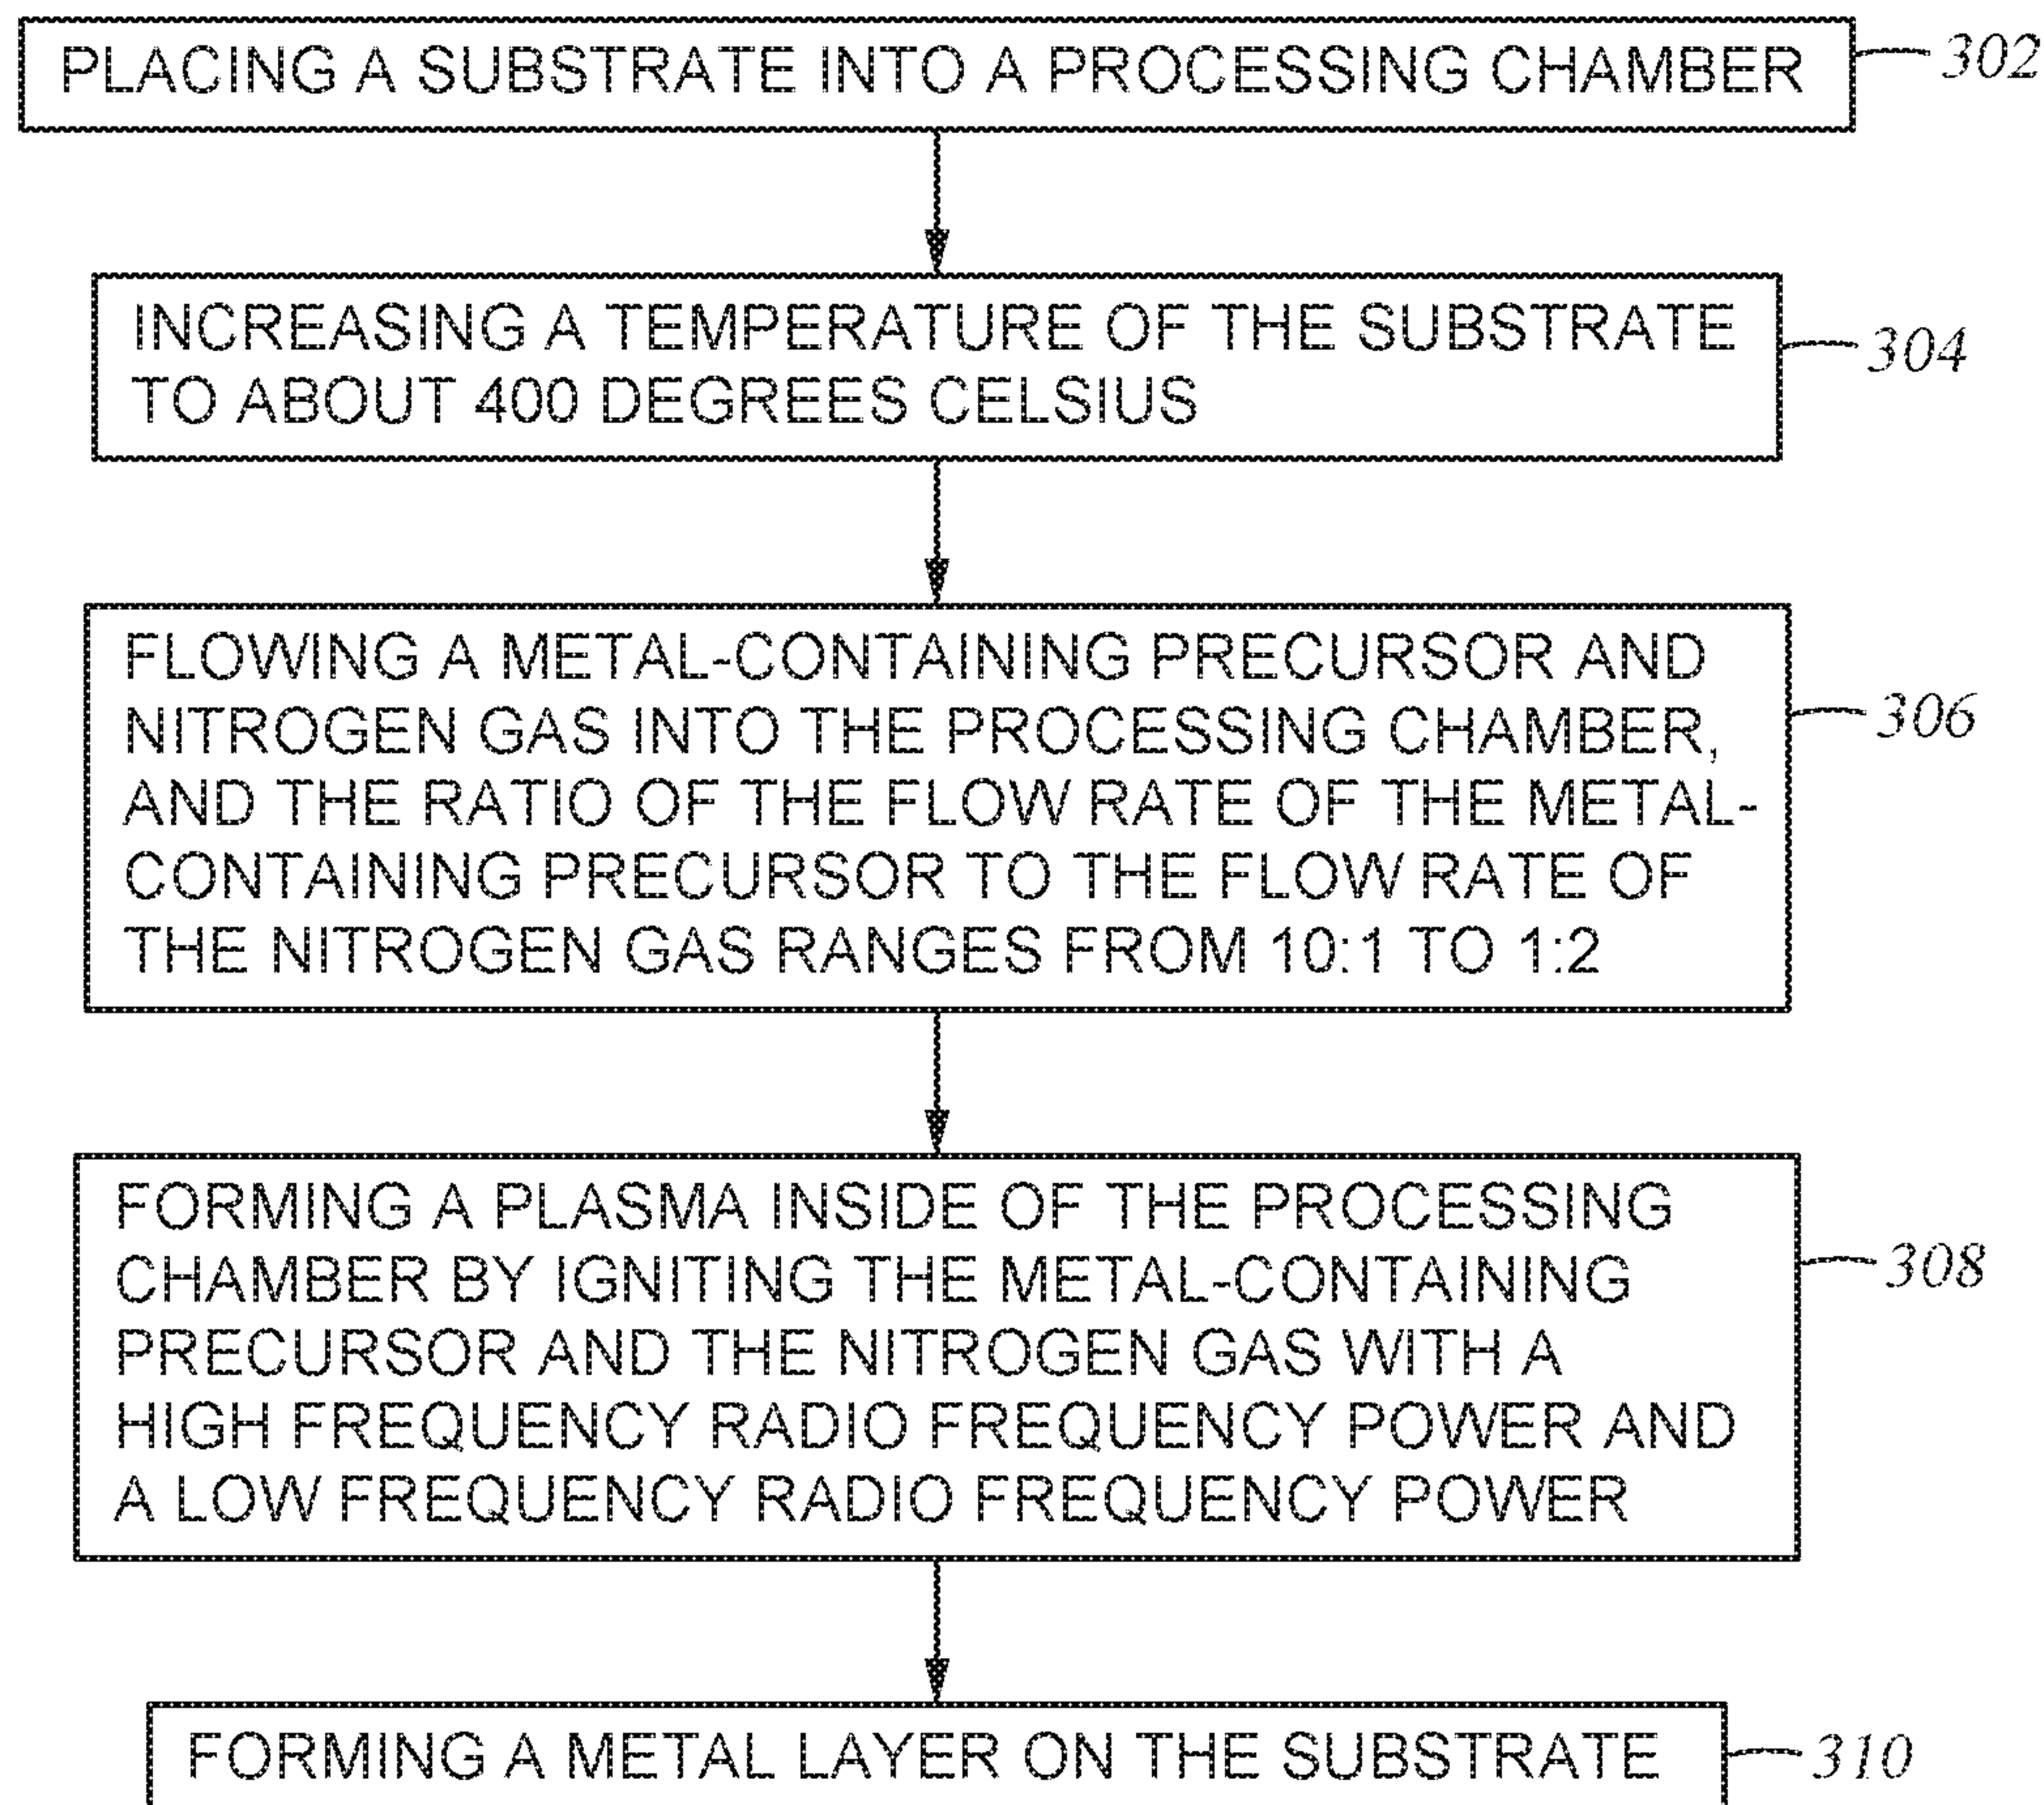 PLACING A SUBSTRATE INTO A PROCESSING CHAMBER
302
INCREASING A TEMPERATURE OF THE SUBSTRATE
TO ABOUT 400 DEGREES CELSIUS
304
FLOWING A METAL-CONTAINING PRECURSOR AND
NITROGEN GAS INTO THE PROCESSING CHAMBER,
AND THE RATIO OF THE FLOW RATE OF THE METAL-
CONTAINING PRECURSOR TO THE FLOW RATE OF
THE NITROGEN GAS RANGES FROM 10:1 TO 1:2
306
FORMING A PLASMA INSIDE OF THE PROCESSING
CHAMBER BY IGNITING THE METAL-CONTAINING
PRECURSOR AND THE NITROGEN GAS WITH A
HIGH FREQUENCY RADIO FREQUENCY POWER AND
A LOW FREQUENCY RADIO FREQUENCY POWER
308
FORMING A METAL LAYER ON THE SUBSTRATE
310